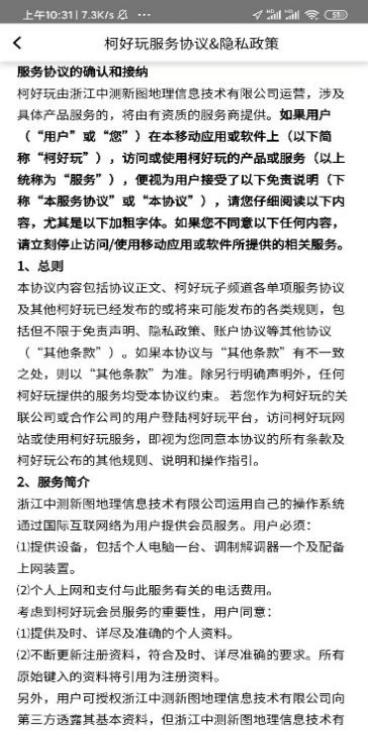 上午10:31 | 7.3K/s
HD HD 51
柯好玩服务协议&隐私政策
服务协议的确认和接纳
柯好玩由浙江中测新图地理信息技术有限公司运营，涉及
具体产品服务的，将由有资质的服务商提供。如果用户
（“用户”或“您”）在本移动应用或软件上（以下简
称“柯好玩”），访问或使用柯好玩的产品或服务（以上
统称为“服务”），便视为用户接受了以下免责说明（下
称“本服务协议”或“本协议”），请您仔细阅读以下内
容，尤其是以下加粗字体。如果您不同意以下任何内容，
请立刻停止访问/使用移动应用或软件所提供的相关服务。
1、总则
本协议内容包括协议正文、柯好玩子频道各单项服务协议
及其他柯好玩已经发布的或将来可能发布的各类规则，包
括但不限于免责声明、隐私政策、账户协议等其他协议
（“其他条款”）。如果本协议与“其他条款”有不一致
之处，则以“其他条款”为准。除另行明确声明外，任何
柯好玩提供的服务均受本协议约束。 若您作为柯好玩的关
联公司或合作公司的用户登陆柯好玩平台，访问柯好玩网
站或使用柯好玩服务，即视为您同意本协议的所有条款及
柯好玩公布的其他规则、说明和操作指引。
2、服务简介
浙江中测新图地理信息技术有限公司运用自己的操作系统
通过国际互联网络为用户提供会员服务。用户必须：
(1)提供设备，包括个人电脑一台、调制解调器一个及配备
上网装置。
(2)个人上网和支付与此服务有关的电话费用。
考虑到柯好玩会员服务的重要性，用户同意：
(1)提供及时、详尽及准确的个人资料。
(2)不断更新注册资料，符合及时、详尽准确的要求。所有
原始键入的资料将引用为注册资料。
另外，用户可授权浙江中测新图地理信息技术有限公司向
第三方透露其基本资料，但浙江中测新图地理信息技术有